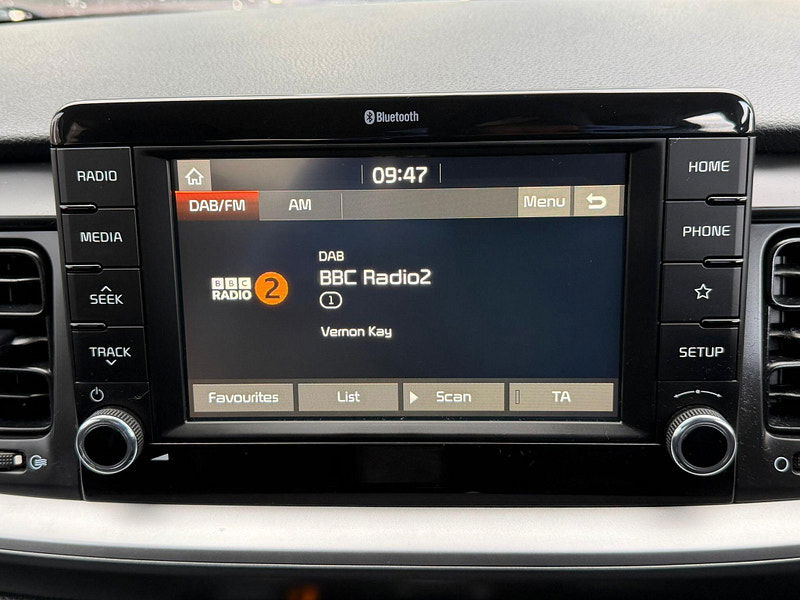 Bluetooth
RADIO
MEDIA
SEEK
TRACK
09:47
DAB/FM AM Menu
BBC
RADIO 2
DAB
BBC Radio2
1
Vernon Kay
Favourites List Scan TA
HOME
PHONE
SETUP